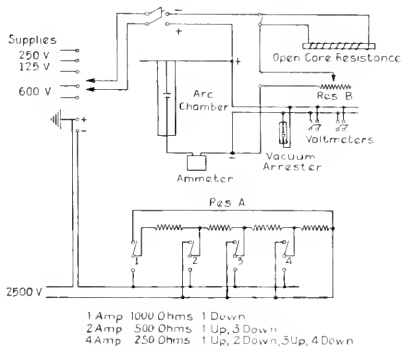 Supplies
250 V
125 V
600 V
-
+
+
-
+
-
Open Core Resistance
Res B
Arc
Chamber
Voltmeters
Vacuum
Arrester
Ammeter
Res A
1
2
3
4
2500 V
1 Amp 1000 Ohms 1 Down
2 Amp 500 Ohms 1 Up, 3 Down
4 Amp 250 Ohms 1 Up, 2 Down, 3 Up, 4 Down